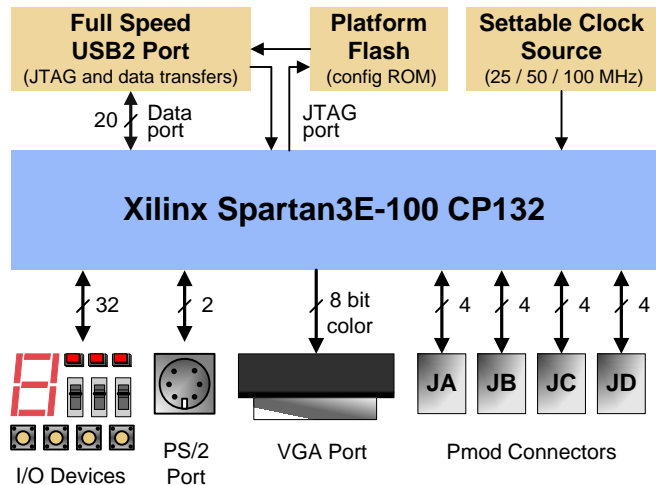 Full Speed
USB2 Port
(JTAG and data transfers)
Platform
Flash
(config ROM)
Settable Clock
Source
(25 / 50 / 100 MHz)
20
Data
port
JTAG
port
Xilinx Spartan3E-100 CP132
32
2
8 bit
color
4
4
4
4
JA
JB
JC
JD
I/O Devices
PS/2
Port
VGA Port
Pmod Connectors